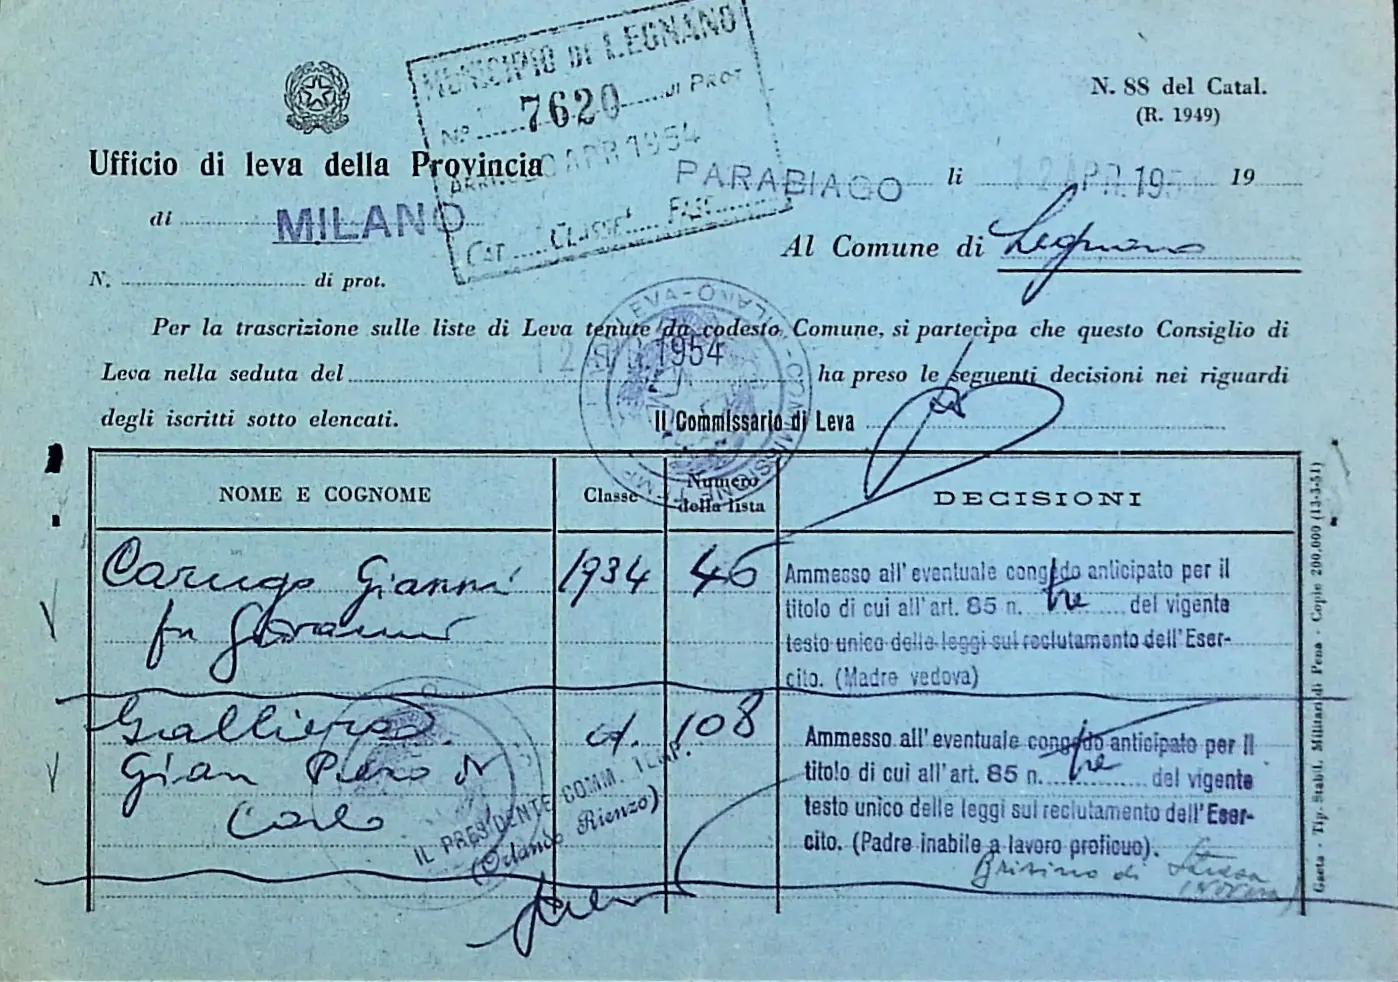 MUNICIPIO DI LEGNANO
N° 7620 DI PROT
APR 1954
CAT CLASSE FASC
N. 88 del Catal.
(R. 1949)
Ufficio di leva della Provincia
di MILANO
PARABIAGO li 12 APR. 1954 19
Al Comune di Legnano
N. di prot.
Per la trascrizione sulle liste di Leva tenute da codesto Comune, si partecipa che questo Consiglio di
Leva nella seduta del 12 1954 ha preso le seguenti decisioni nei riguardi
degli iscritti sotto elencati.
Il Commissario di Leva
NOME E COGNOME Classe Numero della lista DECISIONI
Carugo Gianni 1934 46 Ammesso all'eventuale congedo anticipato per il
fu Giovanni titolo di cui all'art. 85 n. tre del vigente
testo unico delle leggi sul reclutamento dell'Eser-
cito. (Madre vedova)
Galliero 108 Ammesso all'eventuale congedo anticipato per il
Gian Piero titolo di cui all'art. 85 n. tre del vigente
Carlo testo unico delle leggi sul reclutamento dell'Eser-
cito. (Padre inabile a lavoro proficuo).
IL PRESIDENTE COMM.
(Orlando Rienzo)
Gaeta - Tip. Stabil. Militari di Pena - Copie 200.000 (13-3-51)